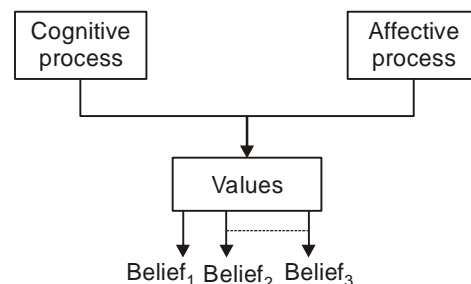 Cognitive
process
Affective
process
Values
Belief₁ Belief₂ Belief₃